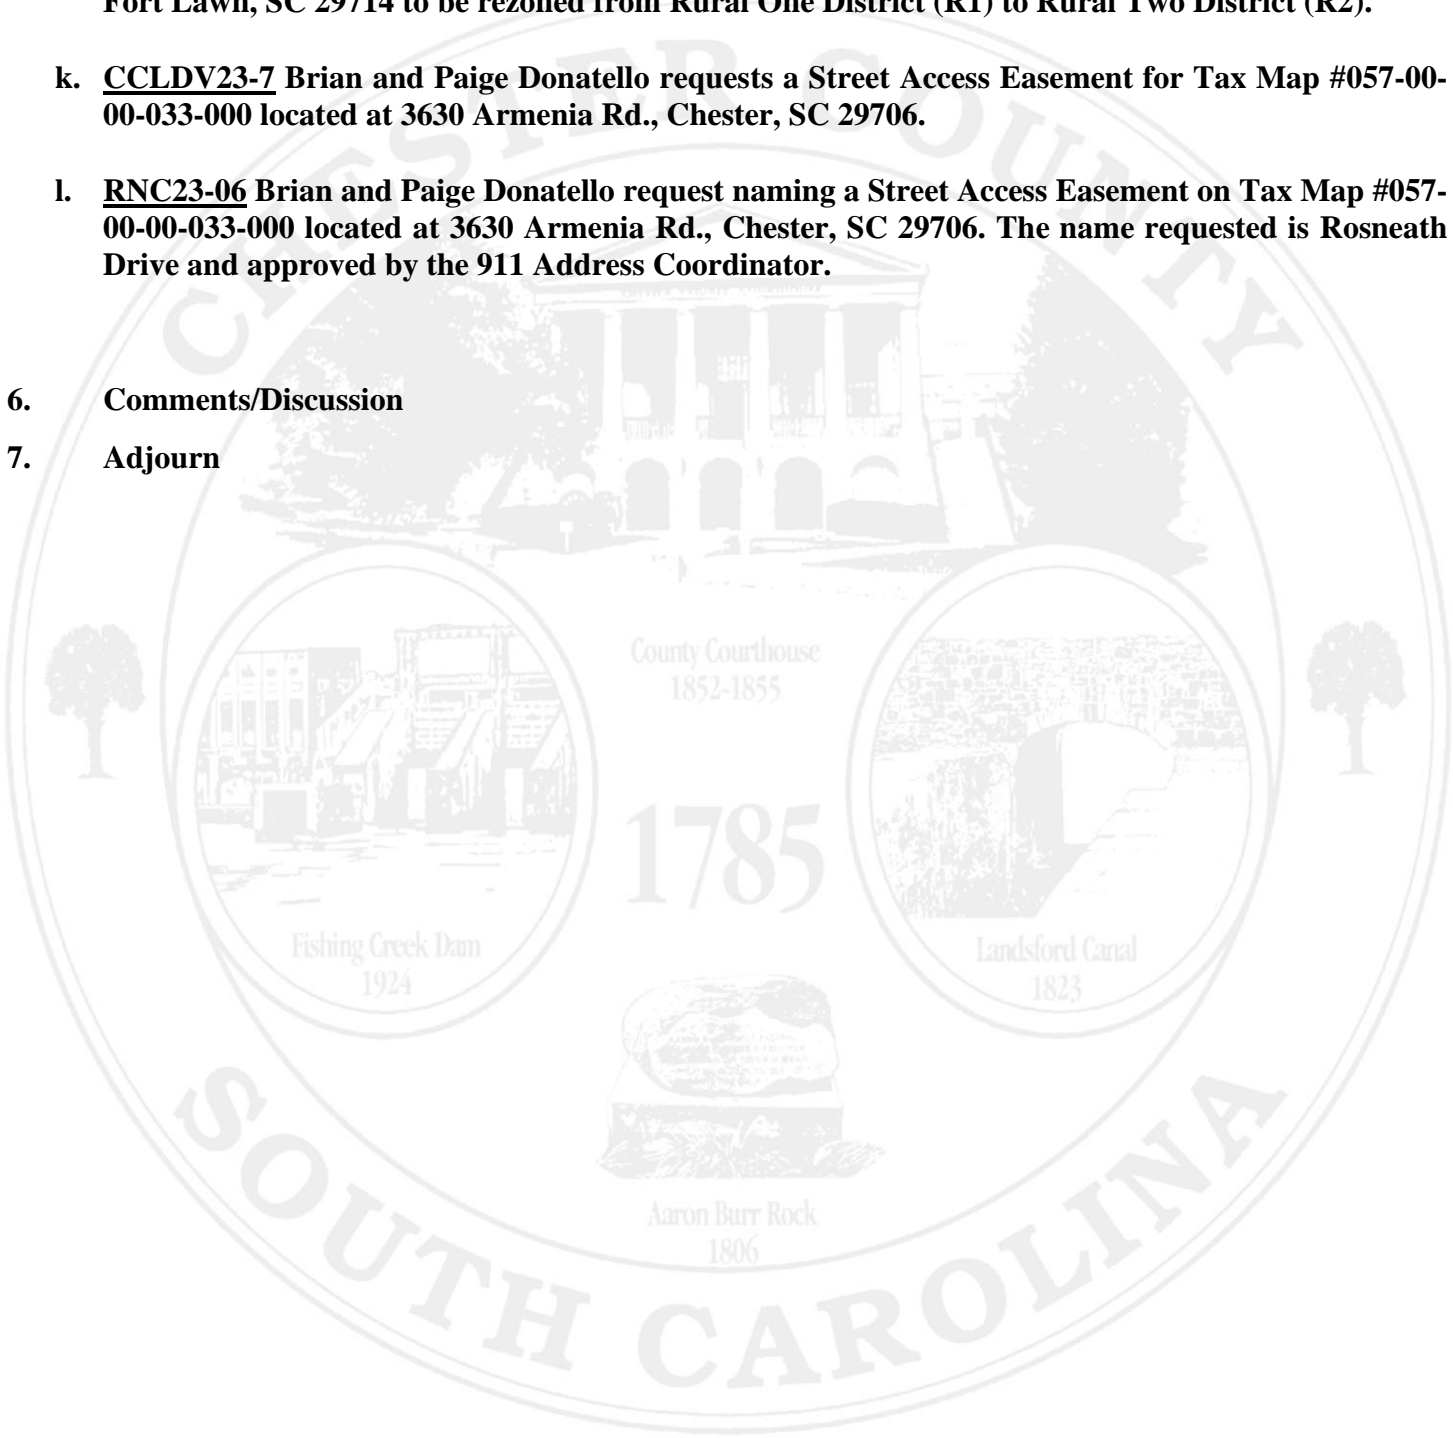 Fort Lawn, SC 29714 to be rezoned from Rural One District (R1) to Rural Two District (R2).
k. CCLDV23-7 Brian and Paige Donatello requests a Street Access Easement for Tax Map #057-00-
00-033-000 located at 3630 Armenia Rd., Chester, SC 29706.
l. RNC23-06 Brian and Paige Donatello request naming a Street Access Easement on Tax Map #057-
00-00-033-000 located at 3630 Armenia Rd., Chester, SC 29706. The name requested is Rosneath
Drive and approved by the 911 Address Coordinator.
6. Comments/Discussion
7. Adjourn
CHESTER COUNTY
County Courthouse
1852-1855
1785
Fishing Creek Dam
1924
Landsford Canal
1823
Aaron Burr Rock
1806
SOUTH CAROLINA